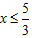 x ≤ 5/3